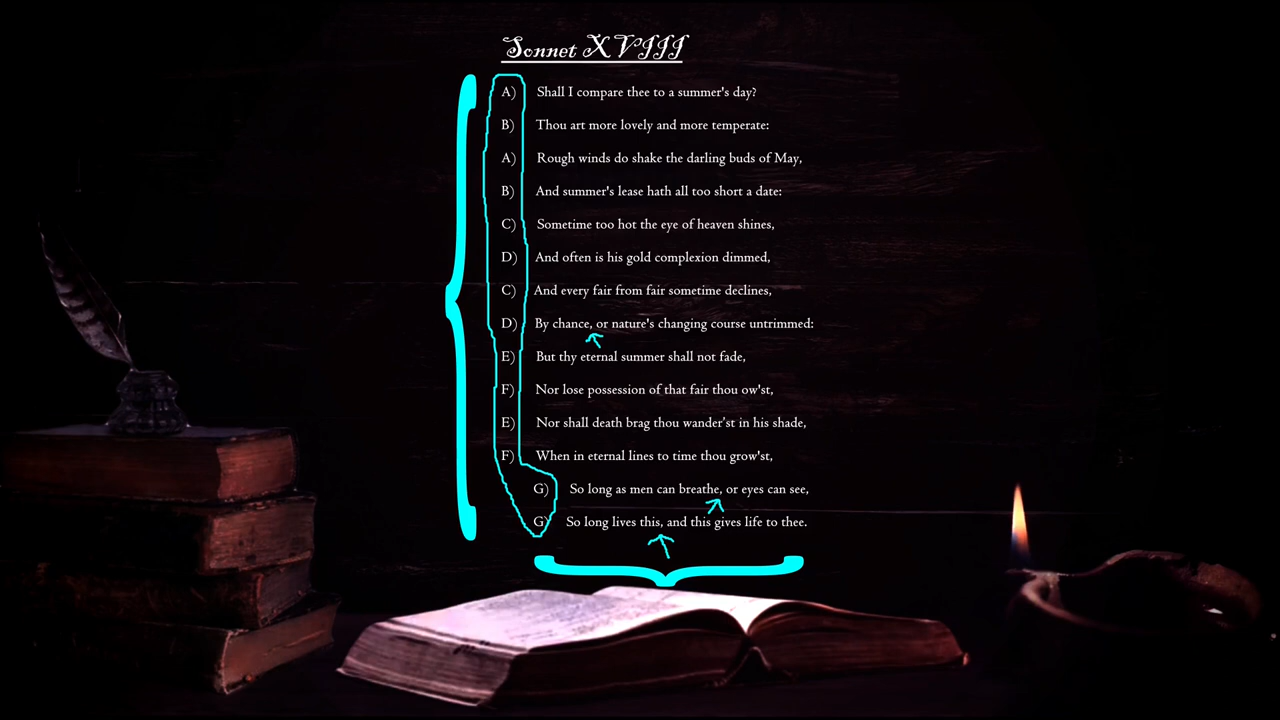 Sonnet XVIII
A) Shall I compare thee to a summer's day?
B) Thou art more lovely and more temperate:
A) Rough winds do shake the darling buds of May,
B) And summer's lease hath all too short a date:
C) Sometime too hot the eye of heaven shines,
D) And often is his gold complexion dimmed,
C) And every fair from fair sometime declines,
D) By chance, or nature's changing course untrimmed:
E) But thy eternal summer shall not fade,
F) Nor lose possession of that fair thou ow'st,
E) Nor shall death brag thou wander'st in his shade,
F) When in eternal lines to time thou grow'st,
G) So long as men can breathe, or eyes can see,
G) So long lives this, and this gives life to thee.